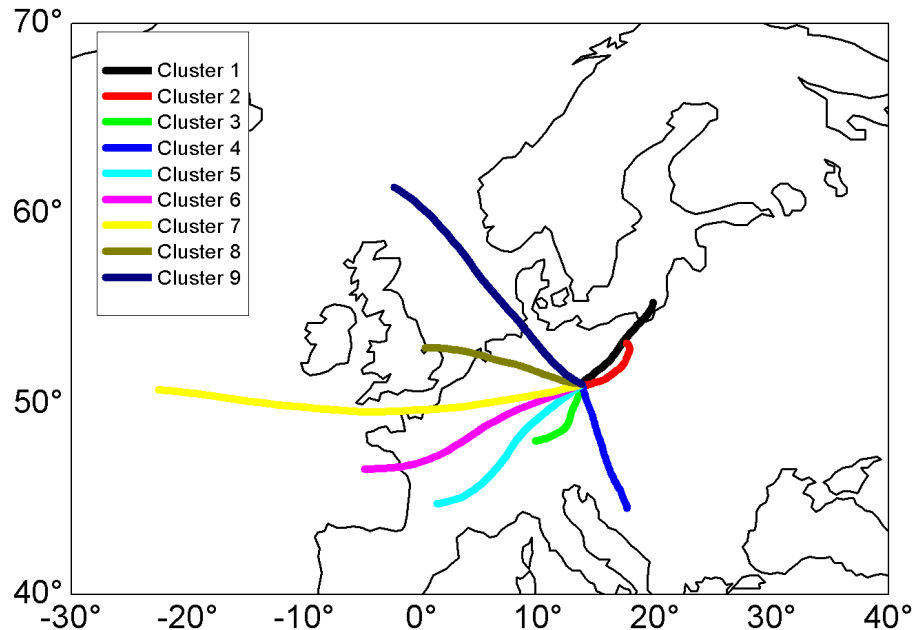 70°
60°
50°
40°
Cluster 1
Cluster 2
Cluster 3
Cluster 4
Cluster 5
Cluster 6
Cluster 7
Cluster 8
Cluster 9
-30° -20° -10° 0° 10° 20° 30° 40°